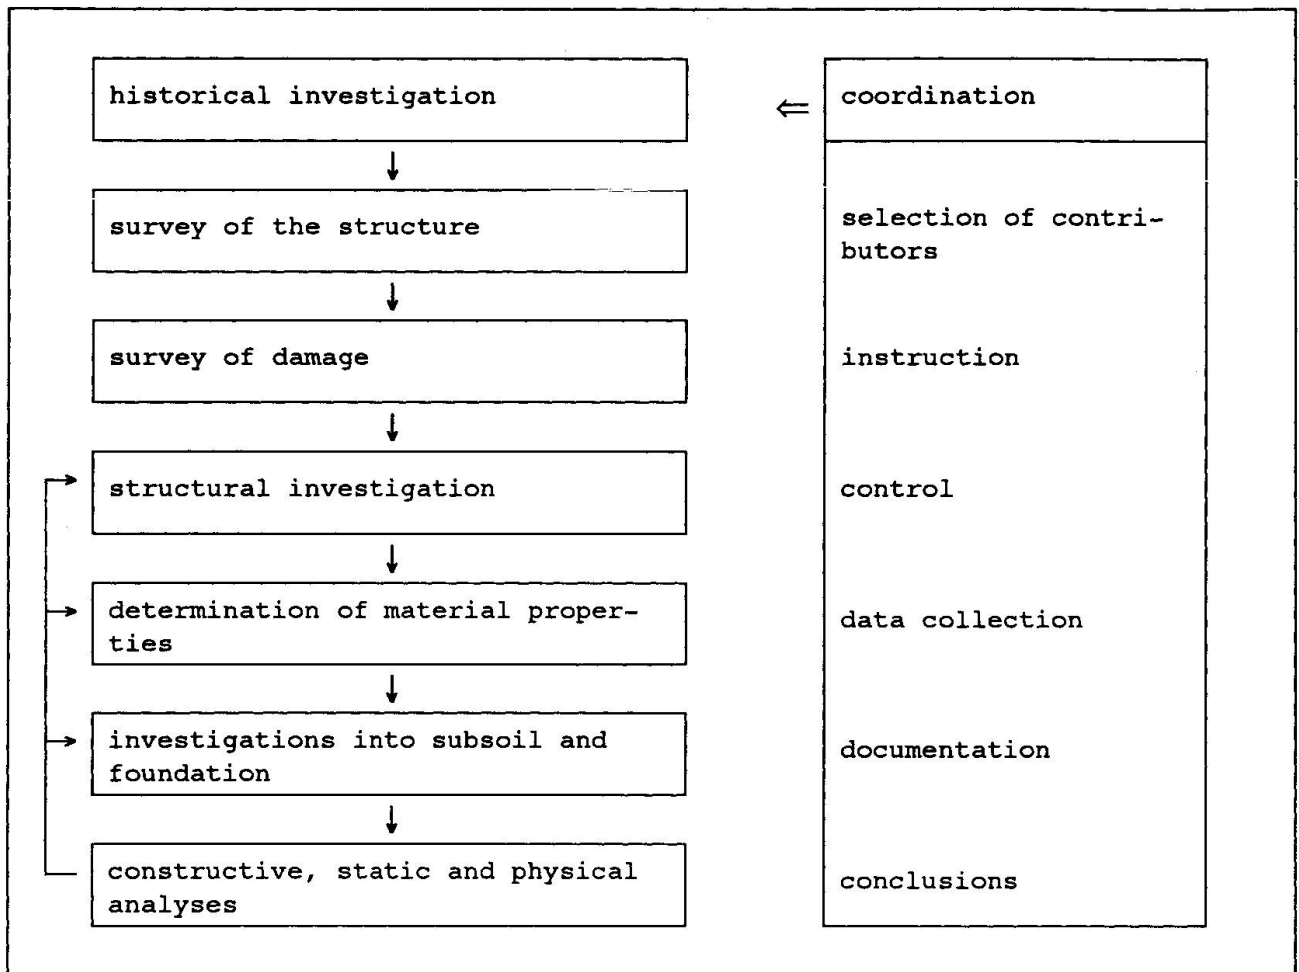 historical investigation
survey of the structure
survey of damage
structural investigation
determination of material proper-
ties
investigations into subsoil and
foundation
constructive, static and physical
analyses
coordination
selection of contri-
butors
instruction
control
data collection
documentation
conclusions